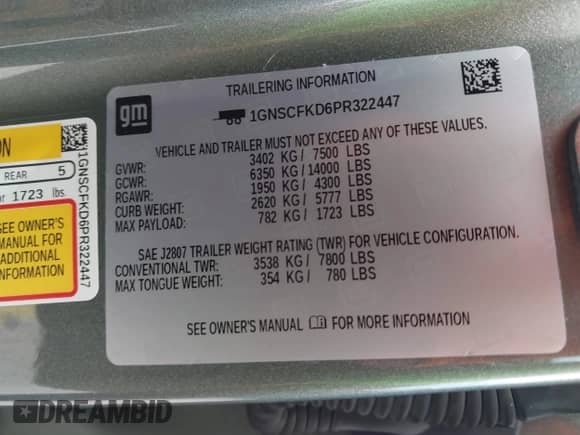 TRAILERING INFORMATION
gm
1GNSCFKD6PR322447
VEHICLE AND TRAILER MUST NOT EXCEED ANY OF THESE VALUES.
GVWR: 3402 KG/ 7500 LBS
GCWR: 6350 KG/14000 LBS
RGAWR: 1950 KG/ 4300 LBS
CURB WEIGHT: 2620 KG/ 5777 LBS
MAX PAYLOAD: 782 KG/ 1723 LBS
SAE J2807 TRAILER WEIGHT RATING (TWR) FOR VEHICLE CONFIGURATION.
CONVENTIONAL TWR: 3538 KG/ 7800 LBS
MAX TONGUE WEIGHT: 354 KG/ 780 LBS
SEE OWNER'S MANUAL FOR MORE INFORMATION
ON
REAR 5
or 1723 lbs.
SEE OWNER'S
MANUAL FOR
ADDITIONAL
INFORMATION
1GNSCFKD6PR322447
DREAMBID